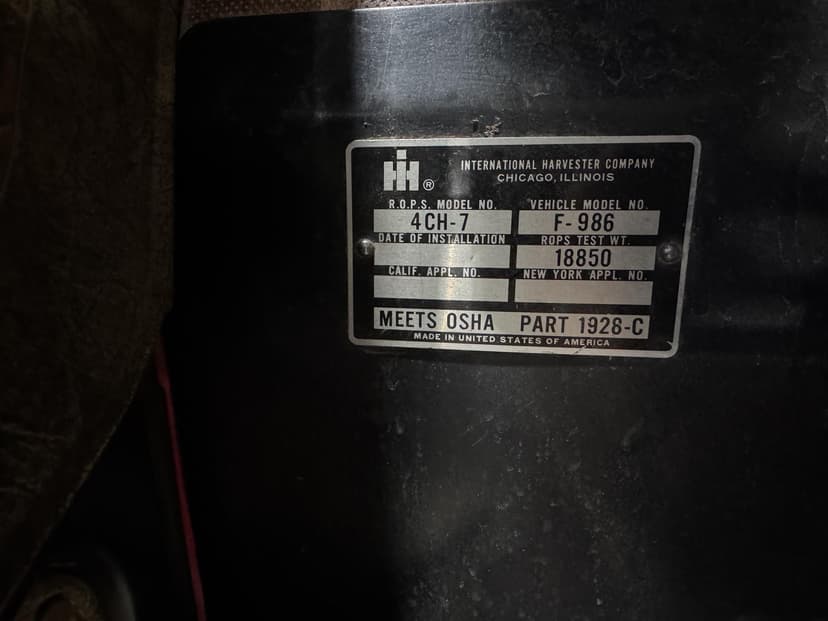 IH ®
INTERNATIONAL HARVESTER COMPANY
CHICAGO, ILLINOIS
R.O.P.S. MODEL NO. VEHICLE MODEL NO.
4CH-7 F-986
DATE OF INSTALLATION ROPS TEST WT.
18850
CALIF. APPL. NO. NEW YORK APPL. NO.
MEETS OSHA PART 1928-C
MADE IN UNITED STATES OF AMERICA